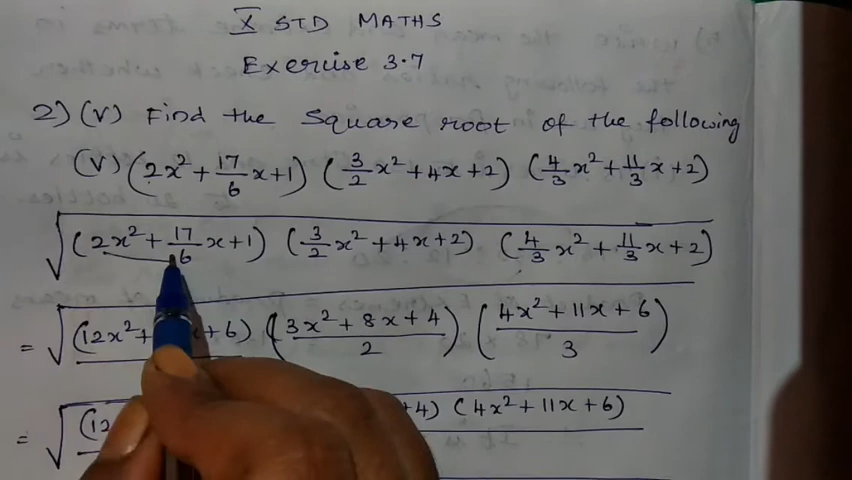 X STD MATHS
Exercise 3.7
2) (V) Find the Square root of the following
(V) (2x² + 17/6 x + 1) (3/2 x² + 4x + 2) (4/3 x² + 11/3 x + 2)
√(2x² + 17/6 x + 1) (3/2 x² + 4x + 2) (4/3 x² + 11/3 x + 2)
= √(12x² + x + 6) ((3x² + 8x + 4)/2) ((4x² + 11x + 6)/3)
= √(12 + 4) (4x² + 11x + 6)